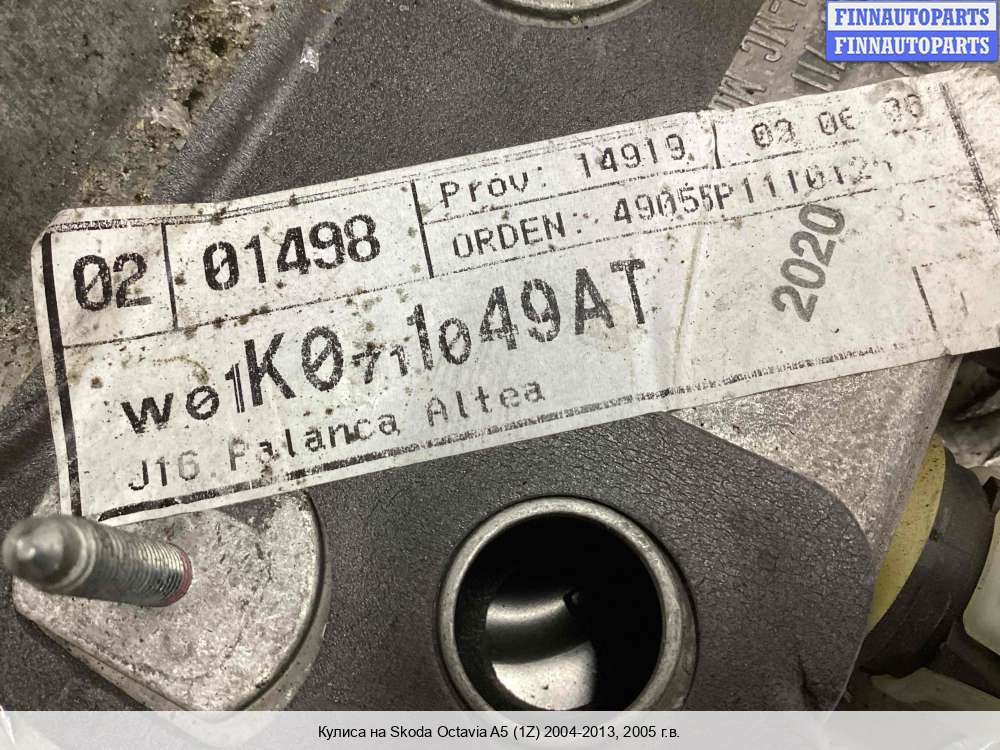 FINNAUTOPARTS
FINNAUTOPARTS
02 01498
Prov: 14919
ORDEN:
2020
W01K0711049AT
J16 Palanca Altea
Кулиса на Skoda Octavia A5 (1Z) 2004-2013, 2005 г.в.